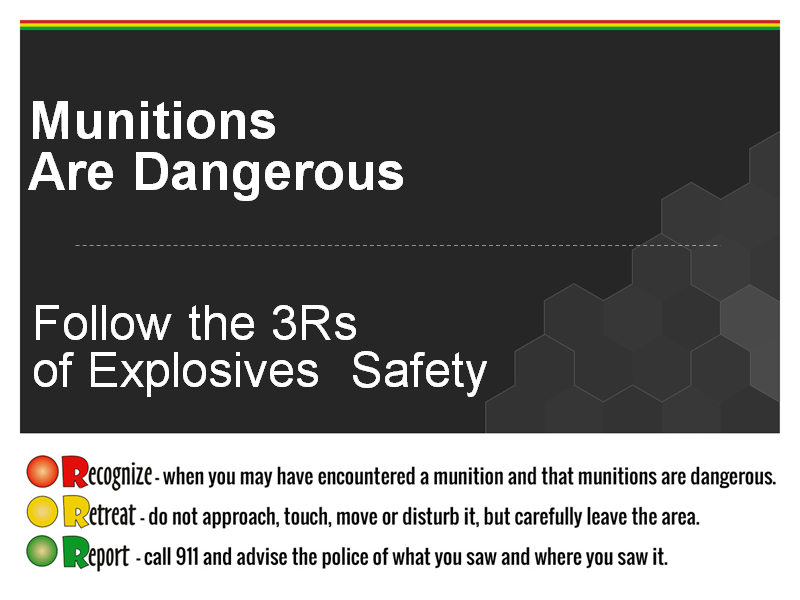 Munitions
Are Dangerous
Follow the 3Rs
of Explosives  Safety
Recognize - when you may have encountered a munition and that munitions are dangerous.
Retreat - do not approach, touch, move or disturb it, but carefully leave the area.
Report - call 911 and advise the police of what you saw and where you saw it.